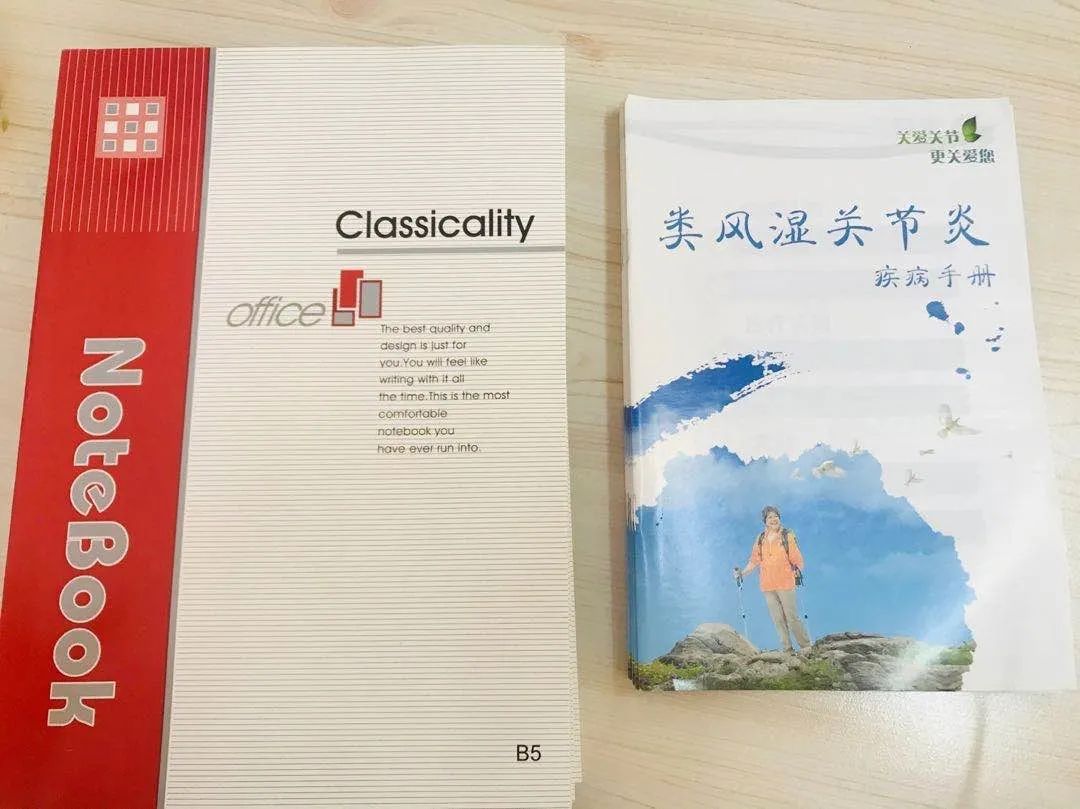 Classicality
office
The best quality and
design is just for
you.You will feel like
writing with it all
the time.This is the most
comfortable
notebook you
have ever run into.
NoteBook
B5
关爱关节
更关爱您
类风湿关节炎
疾病手册